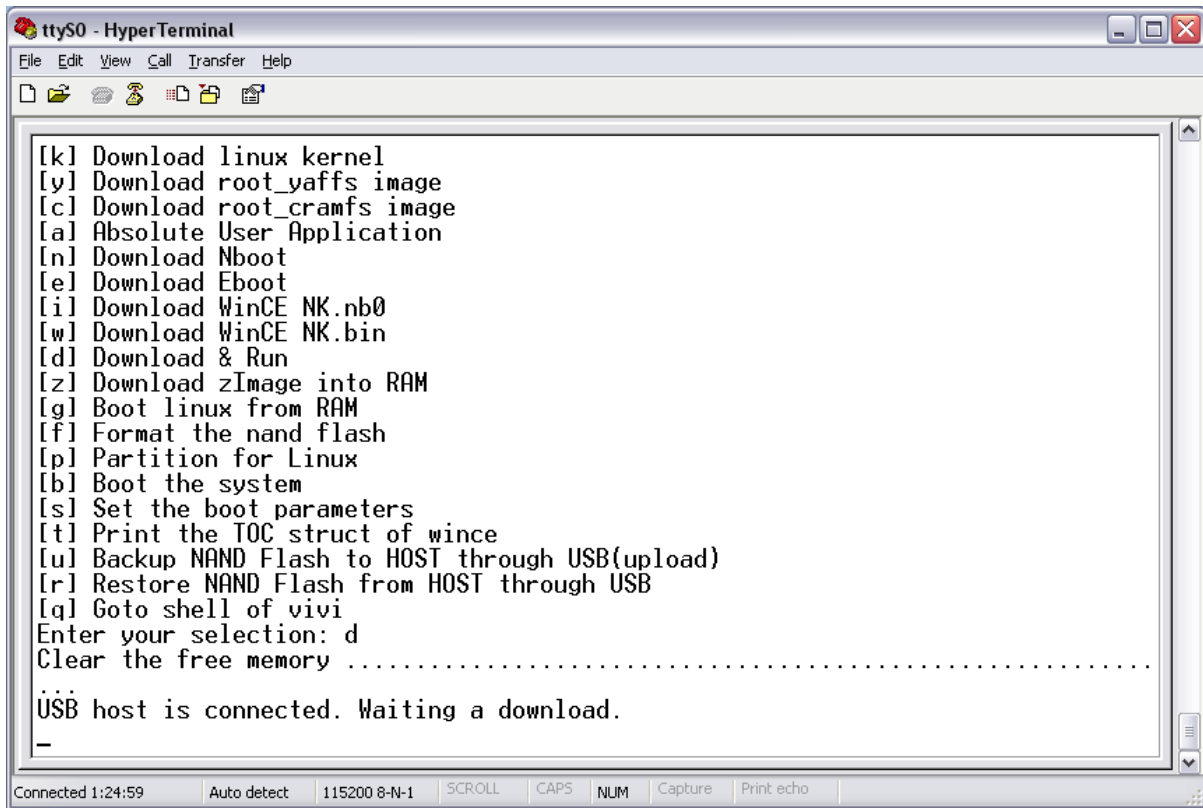 ttyS0 - HyperTerminal
File Edit View Call Transfer Help
[k] Download linux kernel
[y] Download root_yaffs image
[c] Download root_cramfs image
[a] Absolute User Application
[n] Download Nboot
[e] Download Eboot
[i] Download WinCE NK.nb0
[w] Download WinCE NK.bin
[d] Download & Run
[z] Download zImage into RAM
[g] Boot linux from RAM
[f] Format the nand flash
[p] Partition for Linux
[b] Boot the system
[s] Set the boot parameters
[t] Print the TOC struct of wince
[u] Backup NAND Flash to HOST through USB(upload)
[r] Restore NAND Flash from HOST through USB
[q] Goto shell of vivi
Enter your selection: d
Clear the free memory .........................................................
...
USB host is connected. Waiting a download.
_
Connected 1:24:59 Auto detect 115200 8-N-1 SCROLL CAPS NUM Capture Print echo